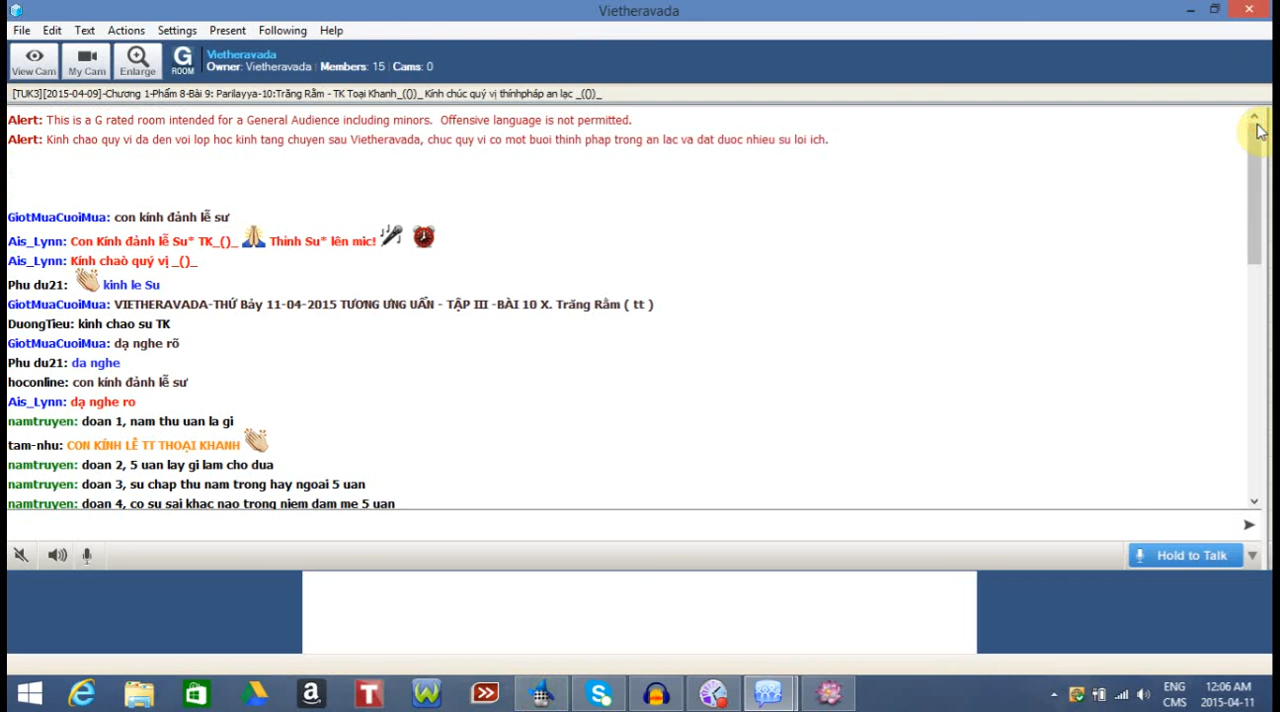 Vietheravada
File Edit Text Actions Settings Present Following Help
View Cam My Cam Enlarge G ROOM
Vietheravada
Owner: Vietheravada Members: 15 Cams: 0
[TUK3][2015-04-09]-Chương 1-Phẩm 8-Bài 9: Parilayya-10:Trăng Rằm - TK Toại Khanh_(())_ Kính chúc quý vị thínhpháp an lạc _(())_
Alert: This is a G rated room intended for a General Audience including minors. Offensive language is not permitted.
Alert: Kinh chao quy vi da den voi lop hoc kinh tang chuyen sau Vietheravada, chuc quy vi co mot buoi thinh phap trong an lac va dat duoc nhieu su loi ich.
GiotMuaCuoiMua: con kính đảnh lễ sư
Ais_Lynn: Con Kính đảnh lễ Su* TK_()_ Thỉnh Su* lên mic!
Ais_Lynn: Kính chaò quý vị _()_
Phu du21: kinh le Su
GiotMuaCuoiMua: VIETHERAVADA-THỨ Bảy 11-04-2015 TƯƠNG ƯNG UẨN - TẬP III -BÀI 10 X. Trăng Rằm ( tt )
DuongTieu: kinh chao su TK
GiotMuaCuoiMua: dạ nghe rõ
Phu du21: da nghe
hoconline: con kính đảnh lễ sư
Ais_Lynn: dạ nghe ro
namtruyen: doan 1, nam thu uan la gi
tam-nhu: CON KÍNH LỄ TT THOẠI KHANH
namtruyen: doan 2, 5 uan lay gi lam cho dua
namtruyen: doan 3, su chap thu nam trong hay ngoai 5 uan
namtruyen: doan 4, co su sai khac nao trong niem dam me 5 uan
Hold to Talk
ENG 12:06 AM
CMS 2015-04-11